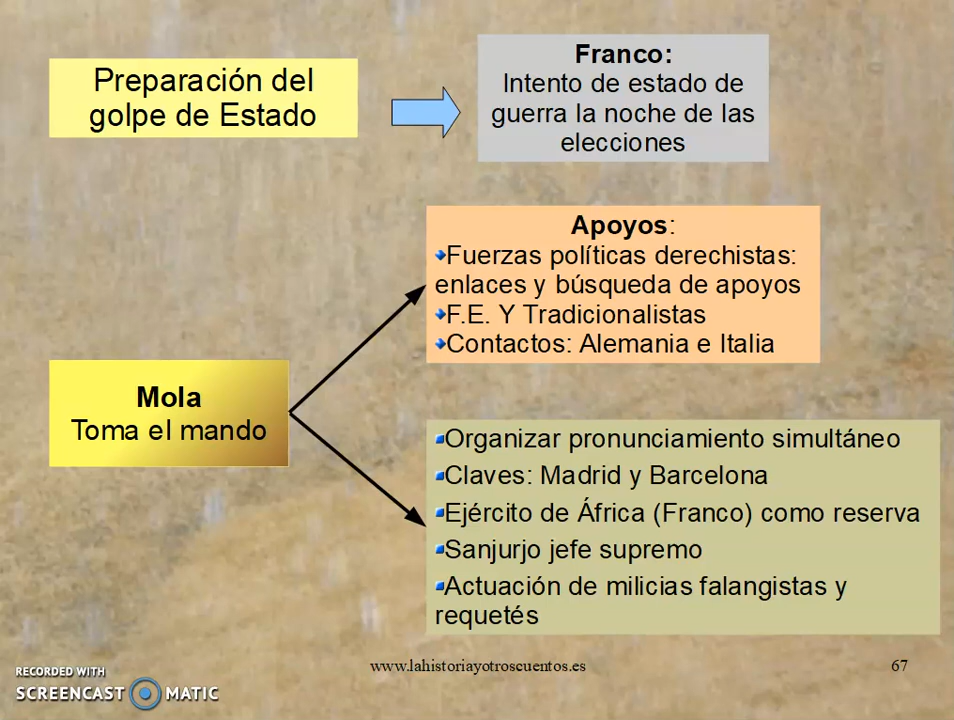 Preparación del
golpe de Estado
Franco:
Intento de estado de
guerra la noche de las
elecciones
Apoyos:
Fuerzas políticas derechistas:
enlaces y búsqueda de apoyos
F.E. Y Tradicionalistas
Contactos: Alemania e Italia
Mola
Toma el mando
Organizar pronunciamiento simultáneo
Claves: Madrid y Barcelona
Ejército de África (Franco) como reserva
Sanjurjo jefe supremo
Actuación de milicias falangistas y
requetés
www.lahistoriayotroscuentos.es
67
RECORDED WITH
SCREENCAST MATIC